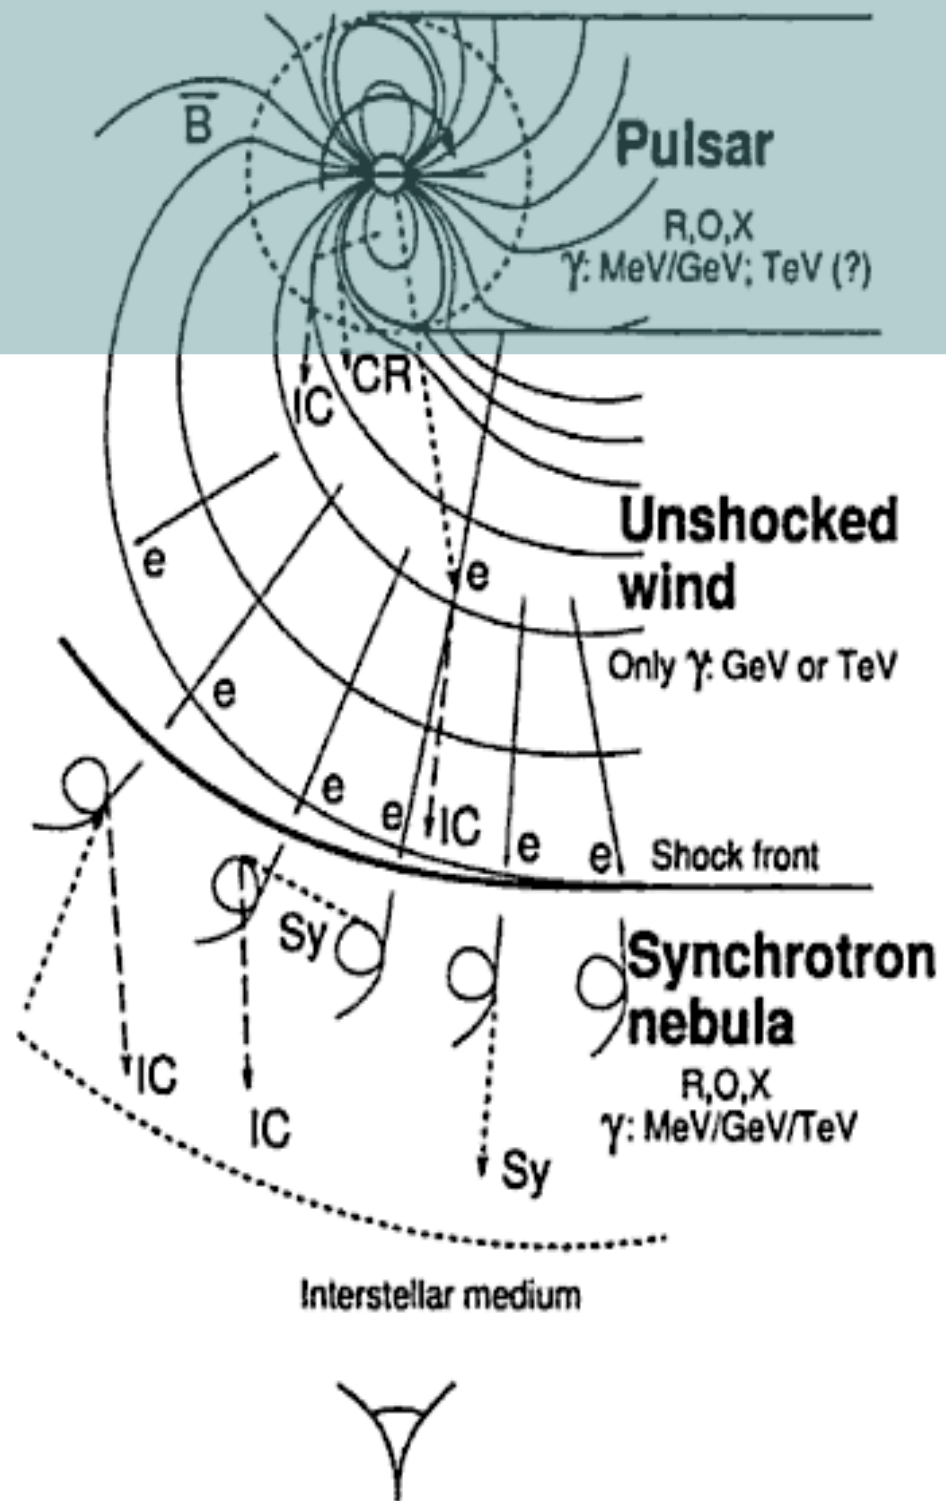 B
Pulsar
R,O,X
γ: MeV/GeV; TeV (?)
CR
IC
Unshocked
wind
e
e
Only γ: GeV or TeV
e
e
e
IC
e
e
Shock front
Sy
Synchrotron
nebula
IC
R,O,X
IC
γ: MeV/GeV/TeV
Sy
Interstellar medium